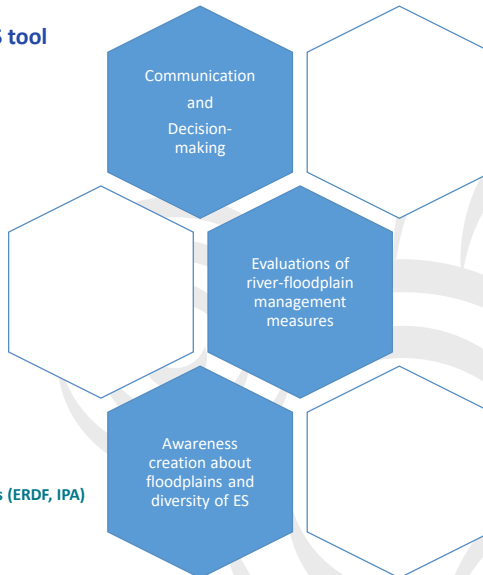 S tool
Communication
and
Decision-
making
Evaluations of
river-floodplain
management
measures
Awareness
creation about
floodplains and
diversity of ES
s (ERDF, IPA)